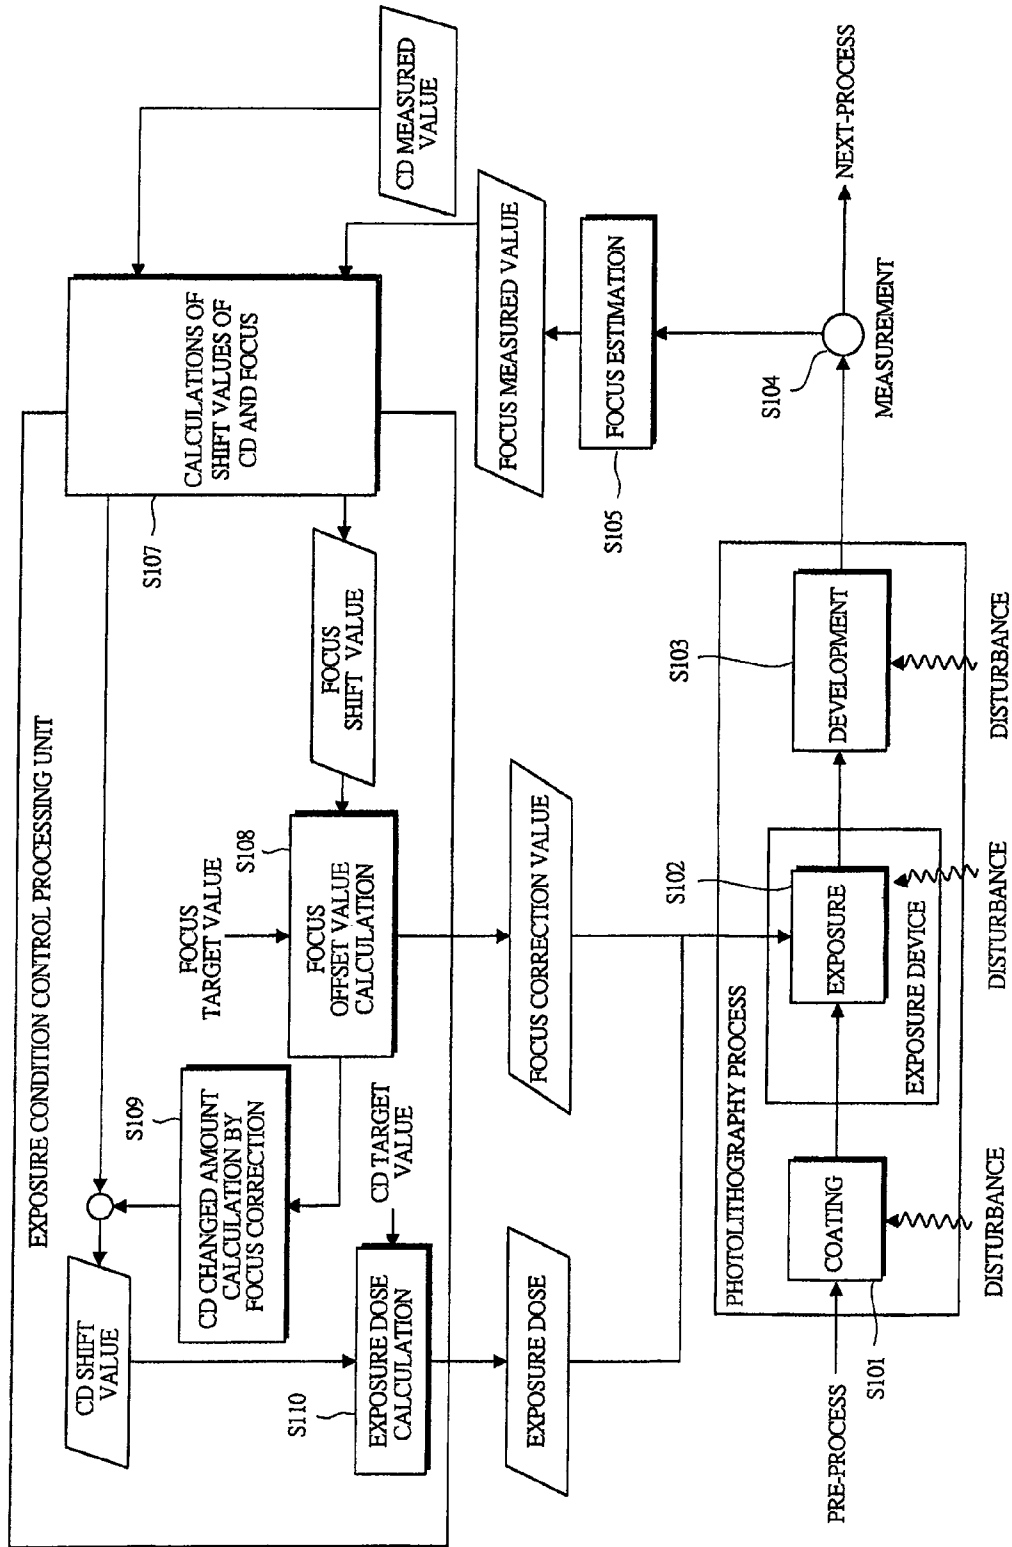 EXPOSURE CONDITION CONTROL PROCESSING UNIT
CD SHIFT
VALUE
S109
CD CHANGED AMOUNT
CALCULATION BY
FOCUS CORRECTION
FOCUS
TARGET VALUE
S108
FOCUS
OFFSET VALUE
CALCULATION
FOCUS
SHIFT VALUE
S107
CALCULATIONS OF
SHIFT VALUES OF
CD AND FOCUS
S110
EXPOSURE DOSE
CALCULATION
CD TARGET
VALUE
CD MEASURED
VALUE
EXPOSURE DOSE
FOCUS CORRECTION VALUE
FOCUS MEASURED VALUE
S105
FOCUS ESTIMATION
PHOTOLITHOGRAPHY PROCESS
PRE-PROCESS
S101
COATING
S102
EXPOSURE
EXPOSURE DEVICE
S103
DEVELOPMENT
S104
MEASUREMENT
NEXT-PROCESS
DISTURBANCE
DISTURBANCE
DISTURBANCE